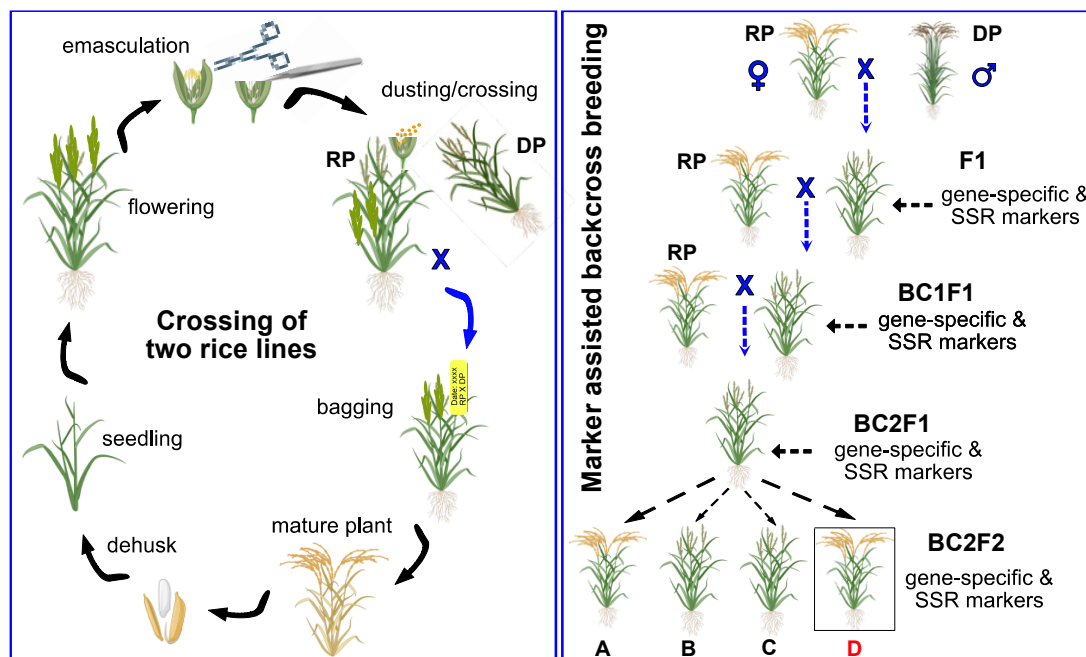 emasculation
dusting/crossing
RP
DP
flowering
X
Crossing of
two rice lines
Date: xxxx
RP X DP
bagging
seedling
mature plant
dehusk
Marker assisted backcross breeding
RP
♀
X
DP
♂
RP
X
F1
gene-specific &
SSR markers
RP
X
BC1F1
gene-specific &
SSR markers
BC2F1
gene-specific &
SSR markers
BC2F2
gene-specific &
SSR markers
A
B
C
D